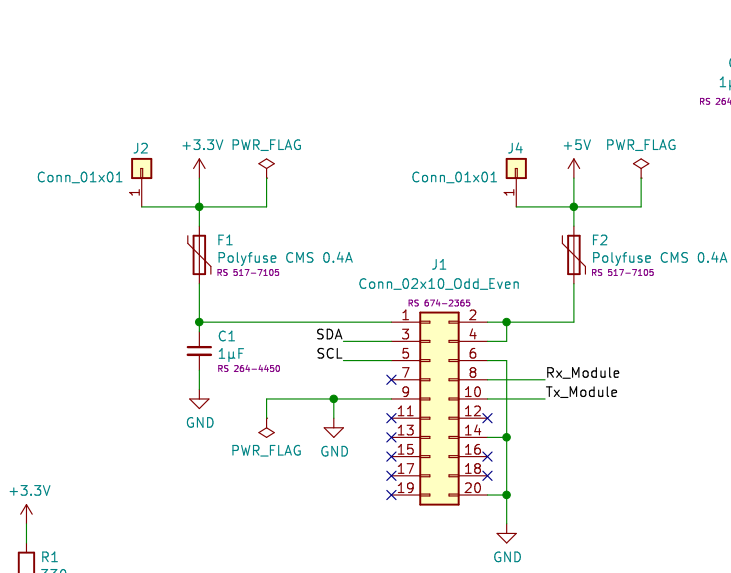 1µ
RS 264
J2
+3.3V PWR_FLAG
Conn_01x01
1
J4
+5V PWR_FLAG
Conn_01x01
1
F1
Polyfuse CMS 0.4A
RS 517-7105
F2
Polyfuse CMS 0.4A
RS 517-7105
J1
Conn_02x10_Odd_Even
RS 674-2365
1 2
SDA 3 4
SCL 5 6
7 8 Rx_Module
9 10 Tx_Module
11 12
13 14
15 16
17 18
19 20
C1
1µF
RS 264-4450
GND
PWR_FLAG
GND
GND
+3.3V
R1